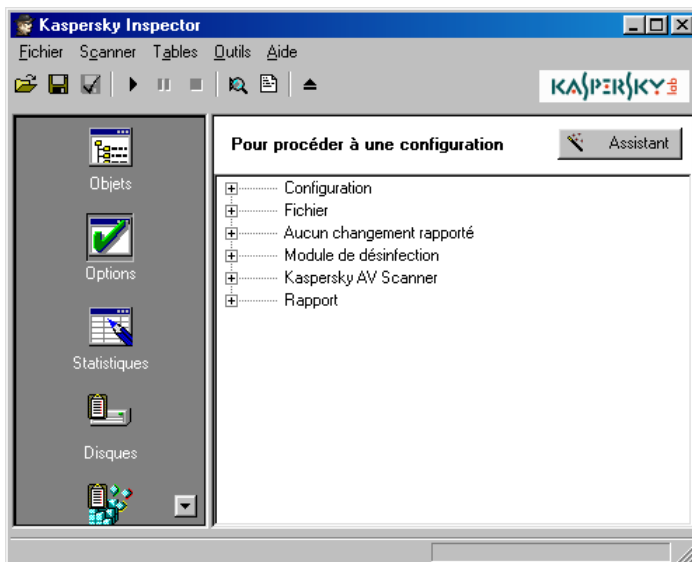 Kaspersky Inspector
Fichier Scanner Tables Outils Aide
KASPERSKY lab
Pour procéder à une configuration
Assistant
Objets
Options
Statistiques
Disques
Configuration
Fichier
Aucun changement rapporté
Module de désinfection
Kaspersky AV Scanner
Rapport